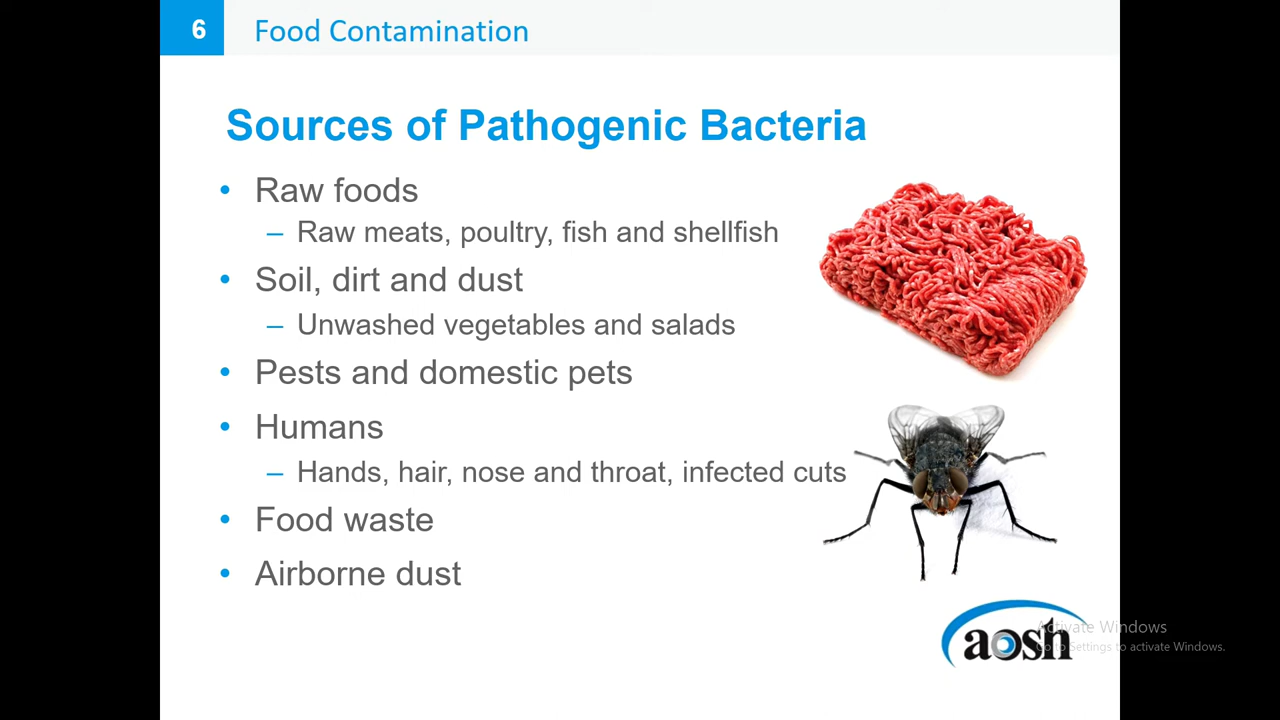 6 Food Contamination
Sources of Pathogenic Bacteria
• Raw foods
– Raw meats, poultry, fish and shellfish
• Soil, dirt and dust
– Unwashed vegetables and salads
• Pests and domestic pets
• Humans
– Hands, hair, nose and throat, infected cuts
• Food waste
• Airborne dust
aosh
Activate Windows
Go to Settings to activate Windows.